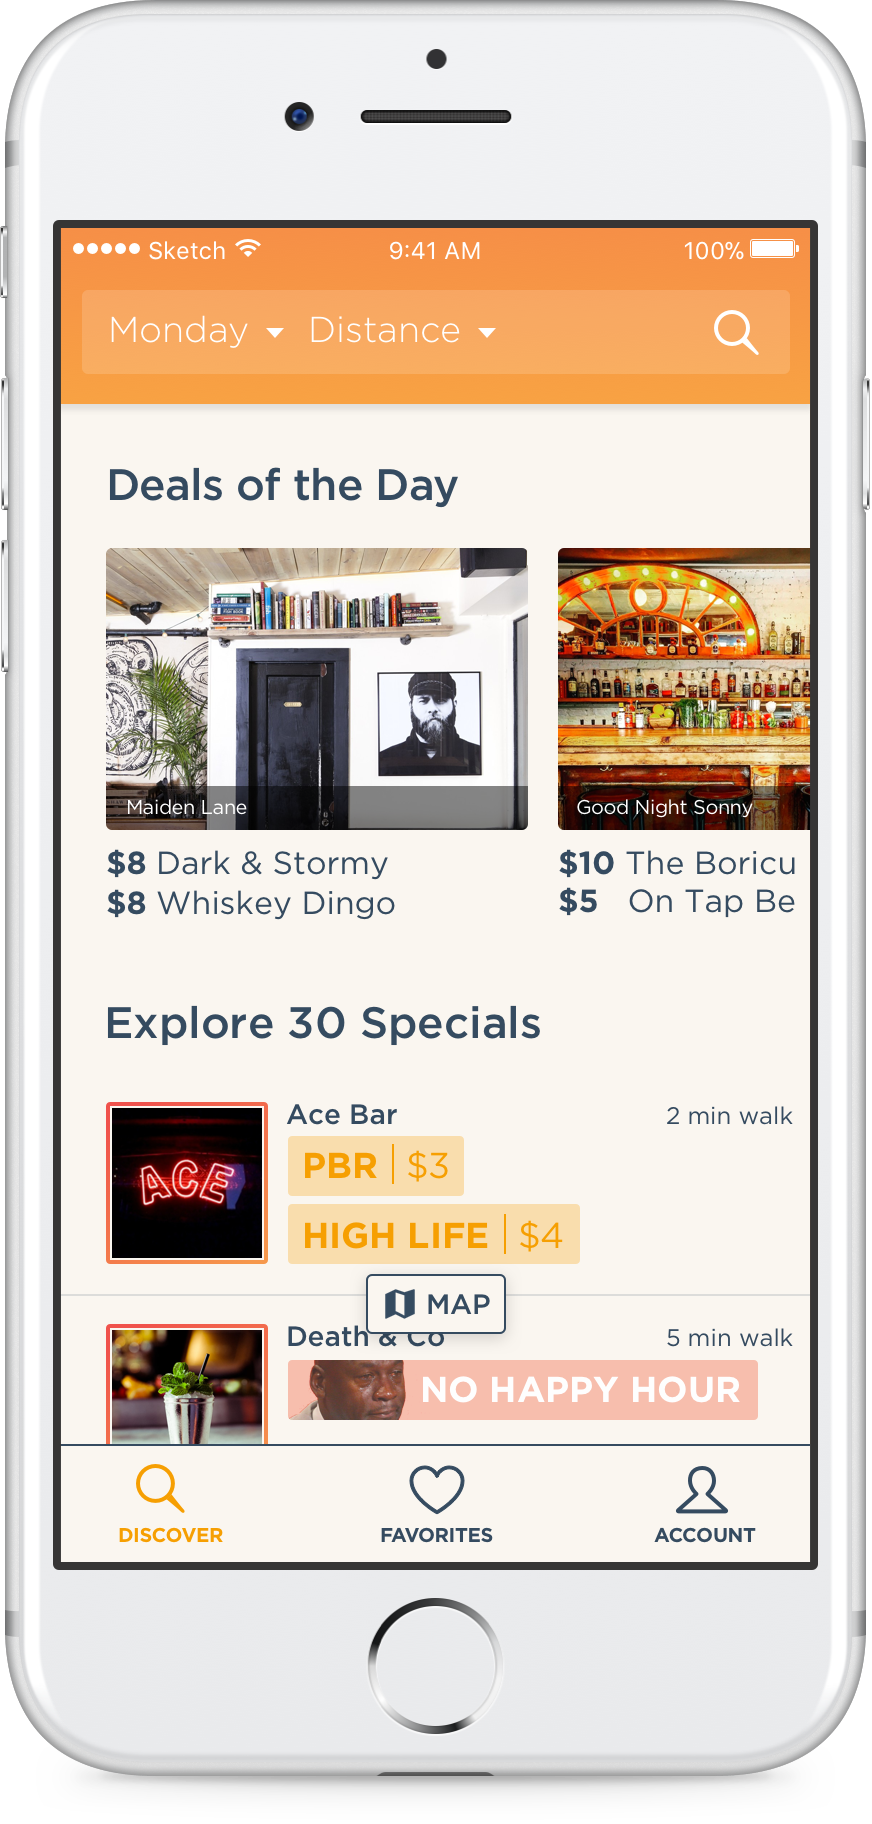 Sketch 9:41 AM 100%
Monday Distance
Deals of the Day
Maiden Lane
Good Night Sonny
$8 Dark & Stormy
$8 Whiskey Dingo
$10 The Boricu
$5 On Tap Be
Explore 30 Specials
ACE
Ace Bar
2 min walk
PBR | $3
HIGH LIFE | $4
MAP
Death & Co
5 min walk
NO HAPPY HOUR
DISCOVER
FAVORITES
ACCOUNT